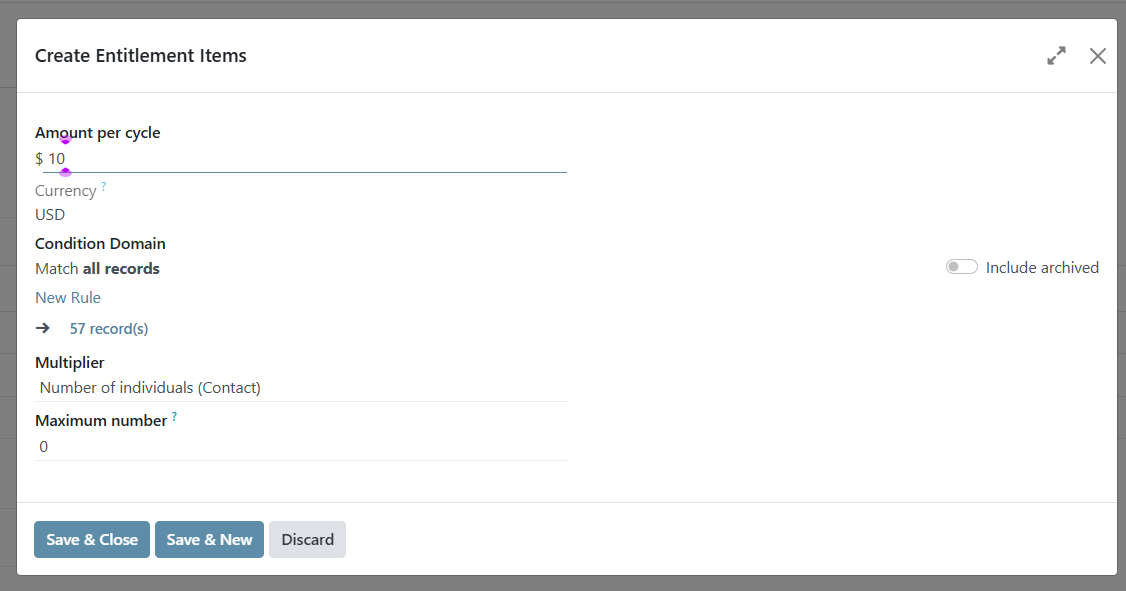 Create Entitlement Items
Amount per cycle
$ 10
Currency ?
USD
Condition Domain
Match all records
Include archived
New Rule
→ 57 record(s)
Multiplier
Number of individuals (Contact)
Maximum number ?
0
Save & Close Save & New Discard